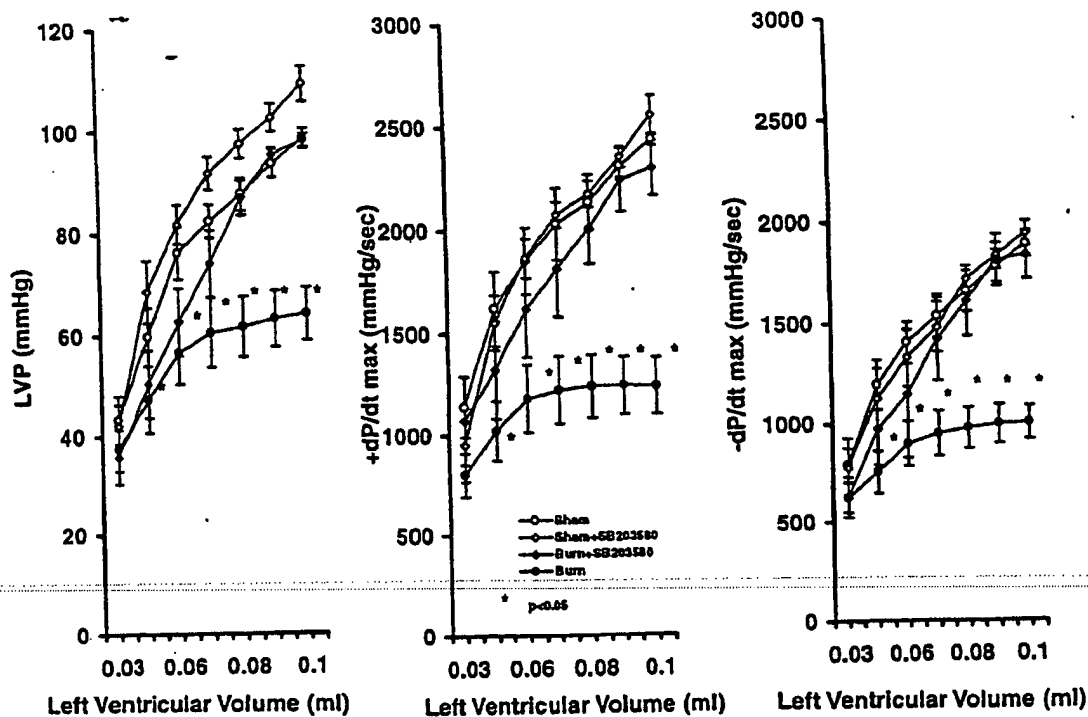 120
100
80
60
40
20
0
LVP (mmHg)
0.03 0.06 0.08 0.1
Left Ventricular Volume (ml)
3000
2500
2000
1500
1000
500
0
+dP/dt max (mmHg/sec)
* * * * *
Sham
Sham+SB203580
Burn+SB203580
Burn
* p<0.05
0.03 0.06 0.08 0.1
Left Ventricular Volume (ml)
3000
2500
2000
1500
1000
500
0
-dP/dt max (mmHg/sec)
0.03 0.06 0.08 0.1
Left Ventricular Volume (ml)